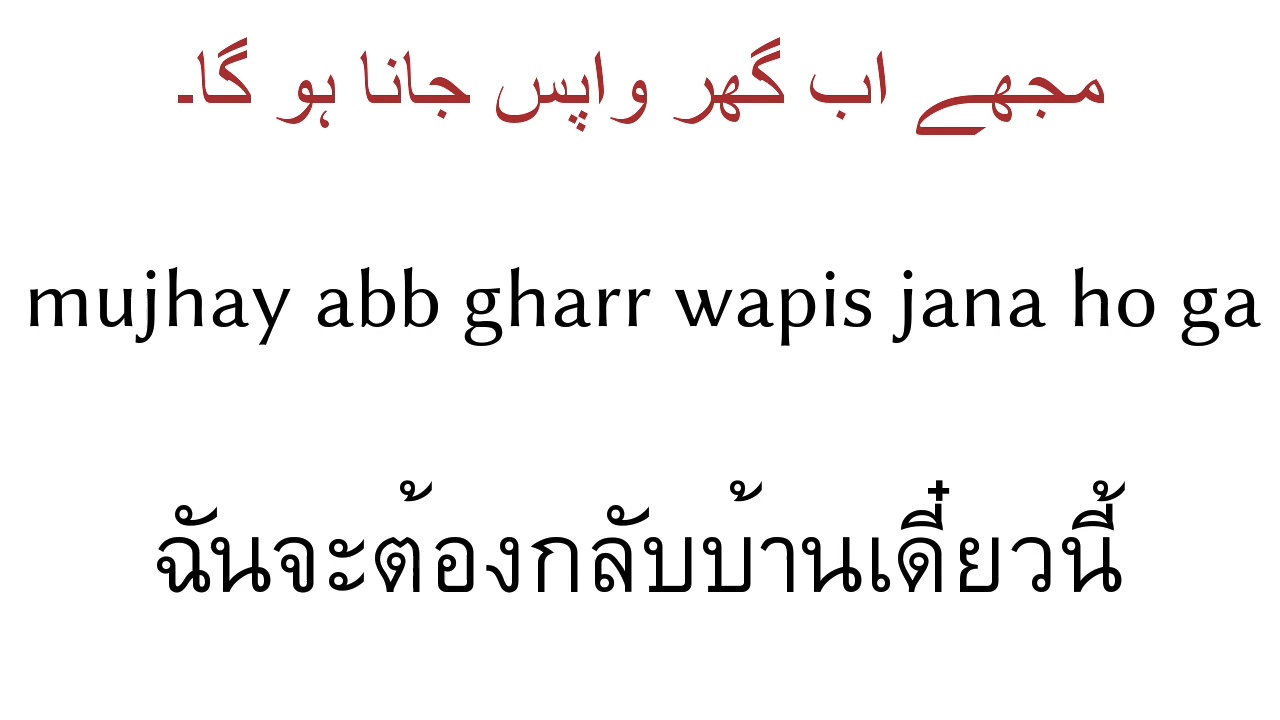 مجھے اب گھر واپس جانا ہو گا۔
mujhay abb gharr wapis jana ho ga
ฉันจะต้องกลับบ้านเดี๋ยวนี้